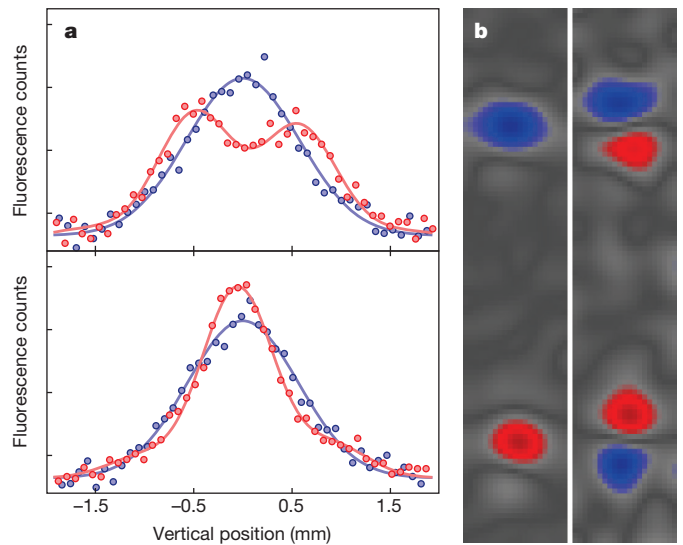 a
b
Fluorescence counts
Fluorescence counts
−1.5
−0.5
0.5
1.5
Vertical position (mm)